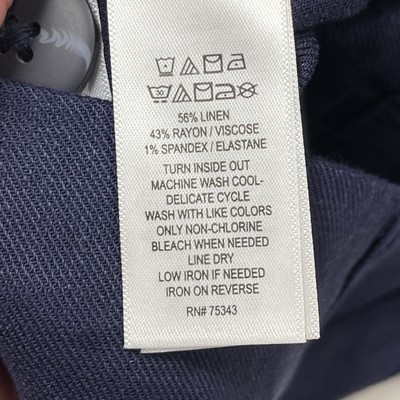 30
56% LINEN
43% RAYON / VISCOSE
1% SPANDEX / ELASTANE
TURN INSIDE OUT
MACHINE WASH COOL-
DELICATE CYCLE
WASH WITH LIKE COLORS
ONLY NON-CHLORINE
BLEACH WHEN NEEDED
LINE DRY
LOW IRON IF NEEDED
IRON ON REVERSE
RN# 75343